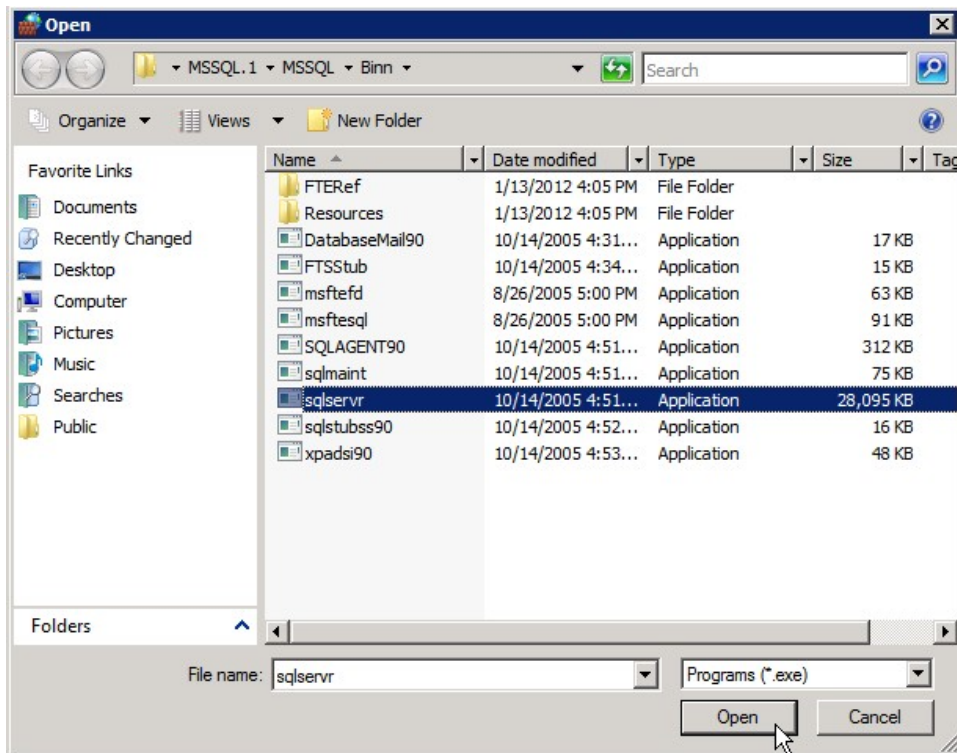 Open
MSSQL.1 MSSQL Binn
Search
Organize Views New Folder
Favorite Links
Documents
Recently Changed
Desktop
Computer
Pictures
Music
Searches
Public
Folders
Name Date modified Type Size Tag
FTERef 1/13/2012 4:05 PM File Folder
Resources 1/13/2012 4:05 PM File Folder
DatabaseMail90 10/14/2005 4:31... Application 17 KB
FTSStub 10/14/2005 4:34... Application 15 KB
msftefd 8/26/2005 5:00 PM Application 63 KB
msftesql 8/26/2005 5:00 PM Application 91 KB
SQLAGENT90 10/14/2005 4:51... Application 312 KB
sqlmaint 10/14/2005 4:51... Application 75 KB
sqlservr 10/14/2005 4:51... Application 28,095 KB
sqlstubss90 10/14/2005 4:52... Application 16 KB
xpadsi90 10/14/2005 4:53... Application 48 KB
File name: sqlservr Programs (*.exe)
Open Cancel